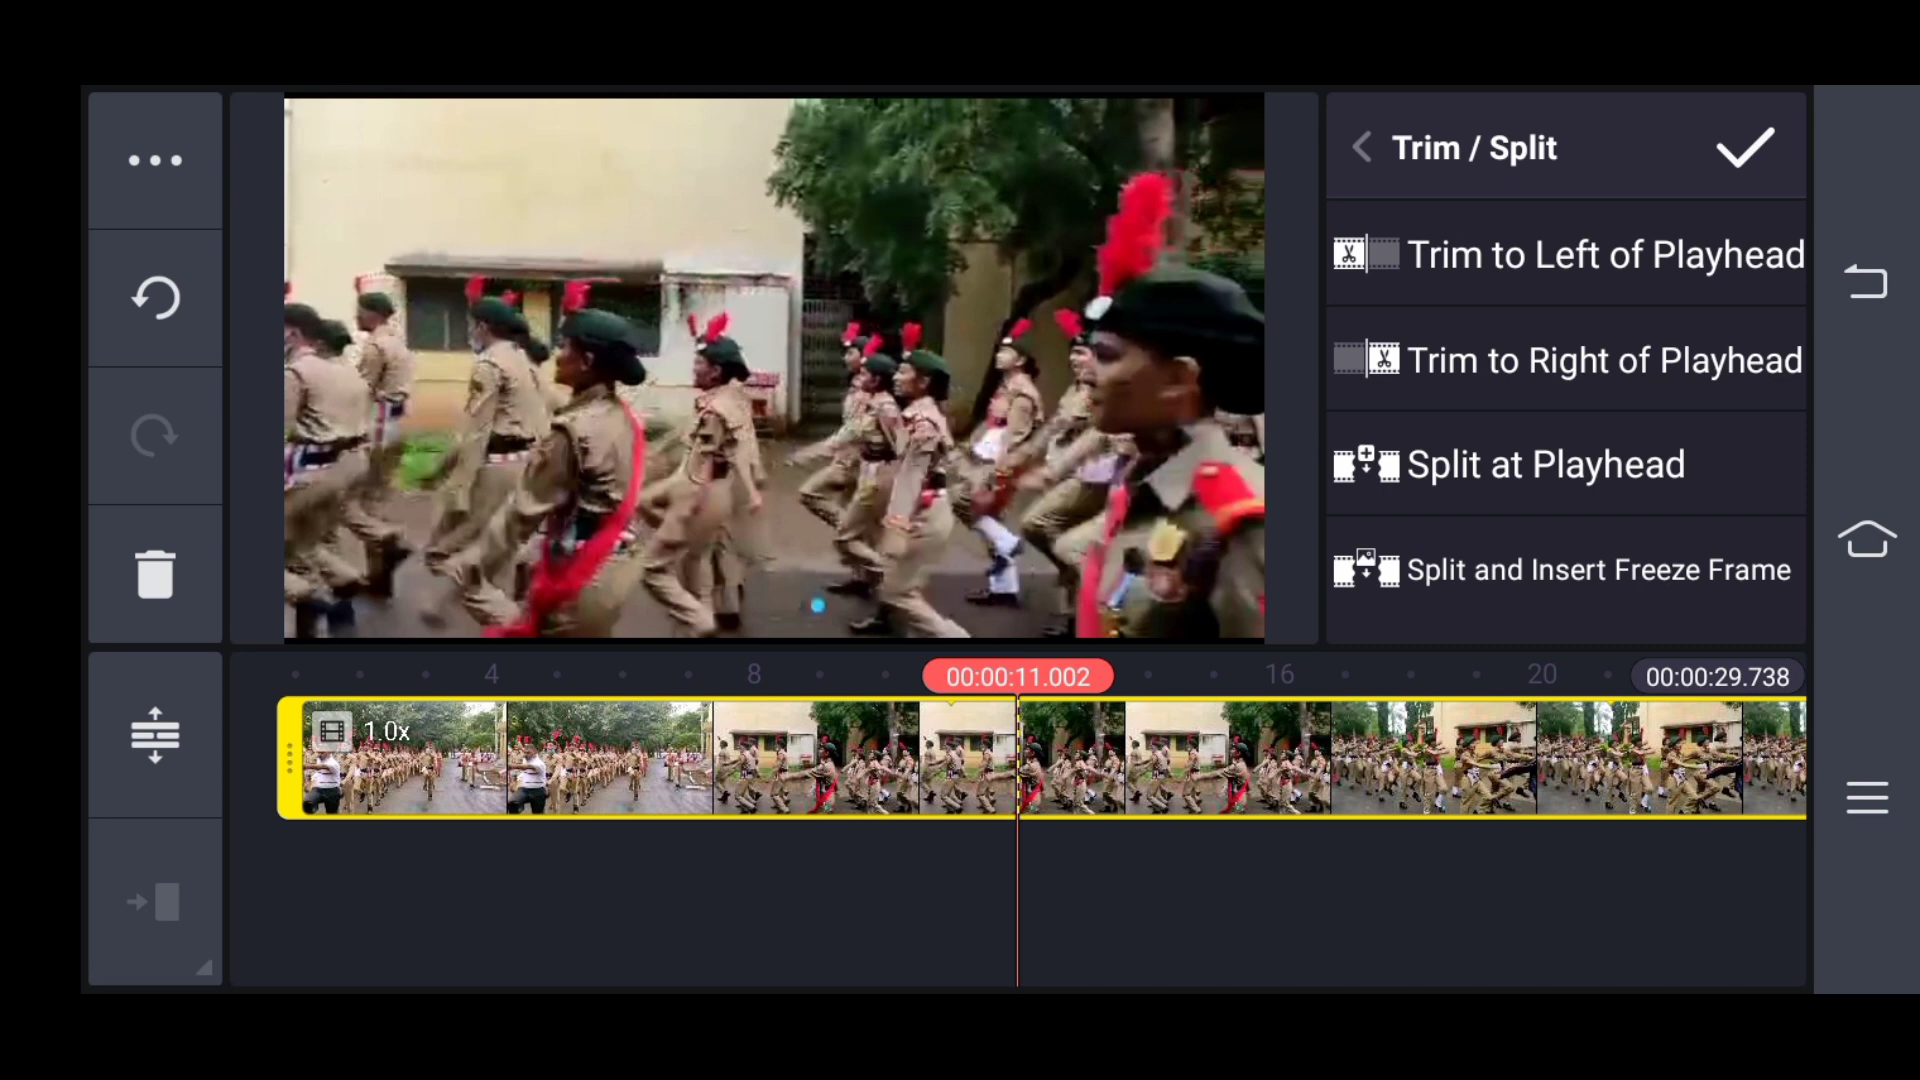 Trim / Split
Trim to Left of Playhead
Trim to Right of Playhead
Split at Playhead
Split and Insert Freeze Frame
4
8
00:00:11.002
16
20
00:00:29.738
1.0x